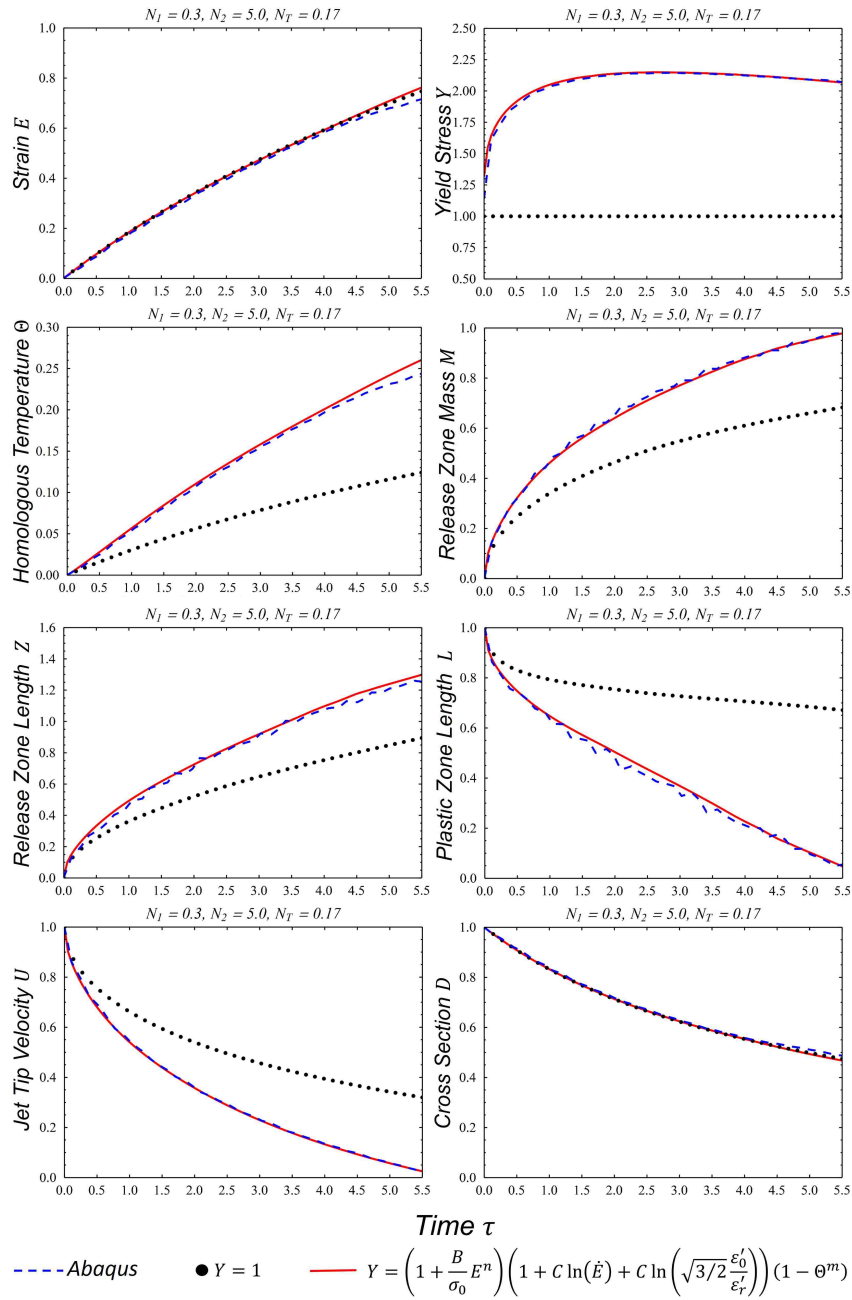 N₁ = 0.3, N₂ = 5.0, N_T = 0.17
Strain E
1.0
0.8
0.6
0.4
0.2
0.0
0.0 0.5 1.0 1.5 2.0 2.5 3.0 3.5 4.0 4.5 5.0 5.5
N₁ = 0.3, N₂ = 5.0, N_T = 0.17
Yield Stress Y
2.50
2.25
2.00
1.75
1.50
1.25
1.00
0.75
0.50
0.0 0.5 1.0 1.5 2.0 2.5 3.0 3.5 4.0 4.5 5.0 5.5
N₁ = 0.3, N₂ = 5.0, N_T = 0.17
Homologous Temperature Θ
0.30
0.25
0.20
0.15
0.10
0.05
0.00
0.0 0.5 1.0 1.5 2.0 2.5 3.0 3.5 4.0 4.5 5.0 5.5
N₁ = 0.3, N₂ = 5.0, N_T = 0.17
Release Zone Mass M
1.0
0.8
0.6
0.4
0.2
0.0
0.0 0.5 1.0 1.5 2.0 2.5 3.0 3.5 4.0 4.5 5.0 5.5
N₁ = 0.3, N₂ = 5.0, N_T = 0.17
Release Zone Length Z
1.6
1.4
1.2
1.0
0.8
0.6
0.4
0.2
0.0
0.0 0.5 1.0 1.5 2.0 2.5 3.0 3.5 4.0 4.5 5.0 5.5
N₁ = 0.3, N₂ = 5.0, N_T = 0.17
Plastic Zone Length L
1.0
0.8
0.6
0.4
0.2
0.0
0.0 0.5 1.0 1.5 2.0 2.5 3.0 3.5 4.0 4.5 5.0 5.5
N₁ = 0.3, N₂ = 5.0, N_T = 0.17
Jet Tip Velocity U
1.0
0.8
0.6
0.4
0.2
0.0
0.0 0.5 1.0 1.5 2.0 2.5 3.0 3.5 4.0 4.5 5.0 5.5
N₁ = 0.3, N₂ = 5.0, N_T = 0.17
Cross Section D
1.0
0.8
0.6
0.4
0.2
0.0
0.0 0.5 1.0 1.5 2.0 2.5 3.0 3.5 4.0 4.5 5.0 5.5
Time τ
Abaqus Y = 1 Y = (1 + B/σ₀ Eⁿ)(1 + C ln(Ė) + C ln(√(3/2) ε′₀/ε′ᵣ))(1 − Θᵐ)